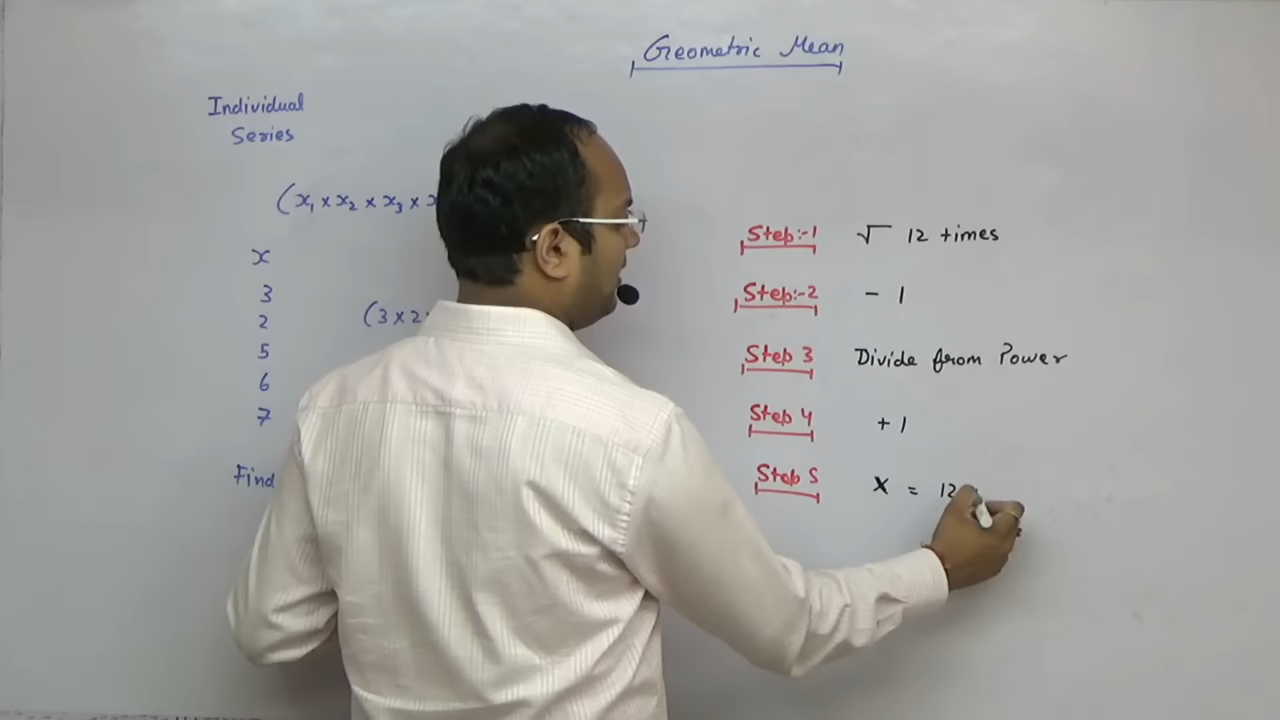 Geometric Mean
Individual
Series
(x₁ × x₂ × x₃ ×
x
3
2
5
6
7
(3 × 2
Find
Step:-1 √ 12 times
Step:-2 - 1
Step 3 Divide from Power
Step 4 + 1
Step 5 × = 12